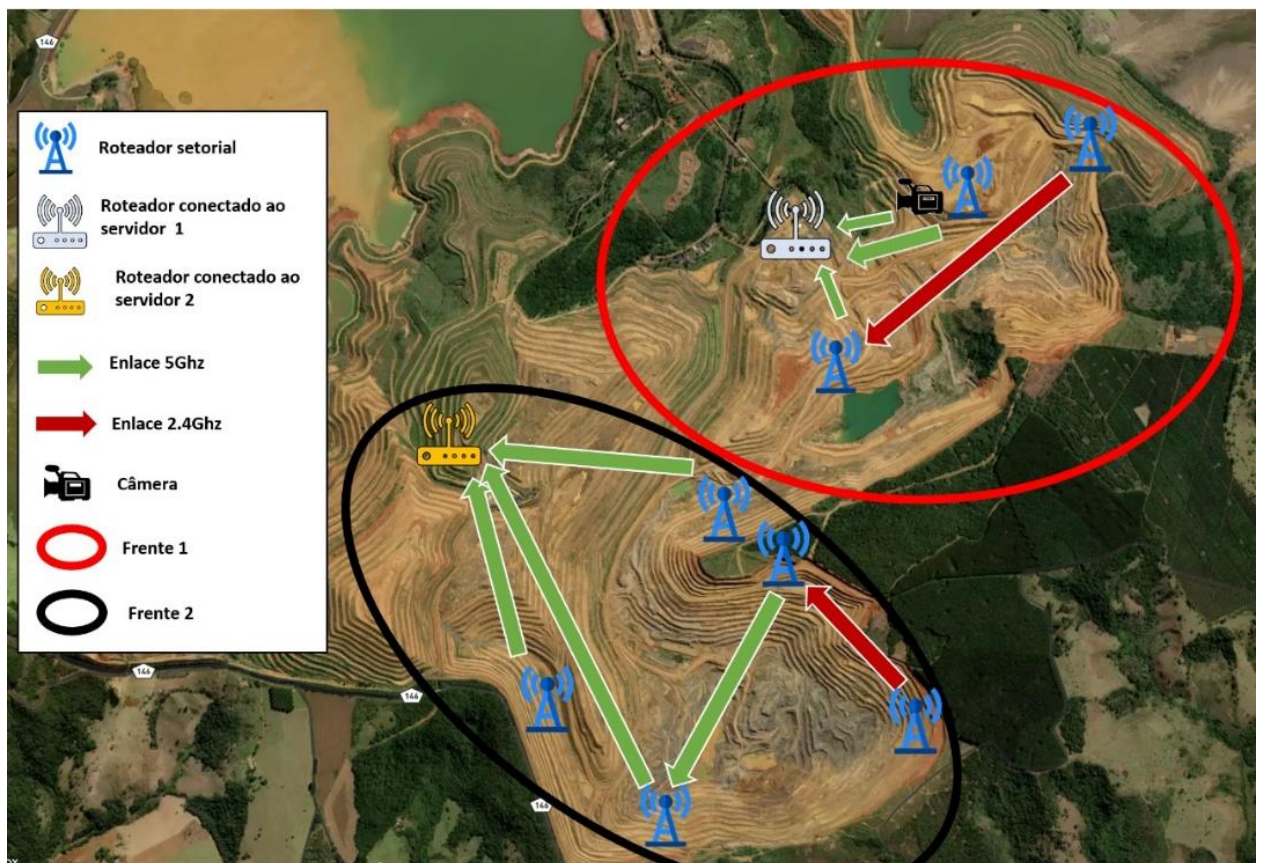 146
Roteador setorial
Roteador conectado ao
servidor 1
Roteador conectado ao
servidor 2
Enlace 5Ghz
Enlace 2.4Ghz
Câmera
Frente 1
Frente 2
146
146
146